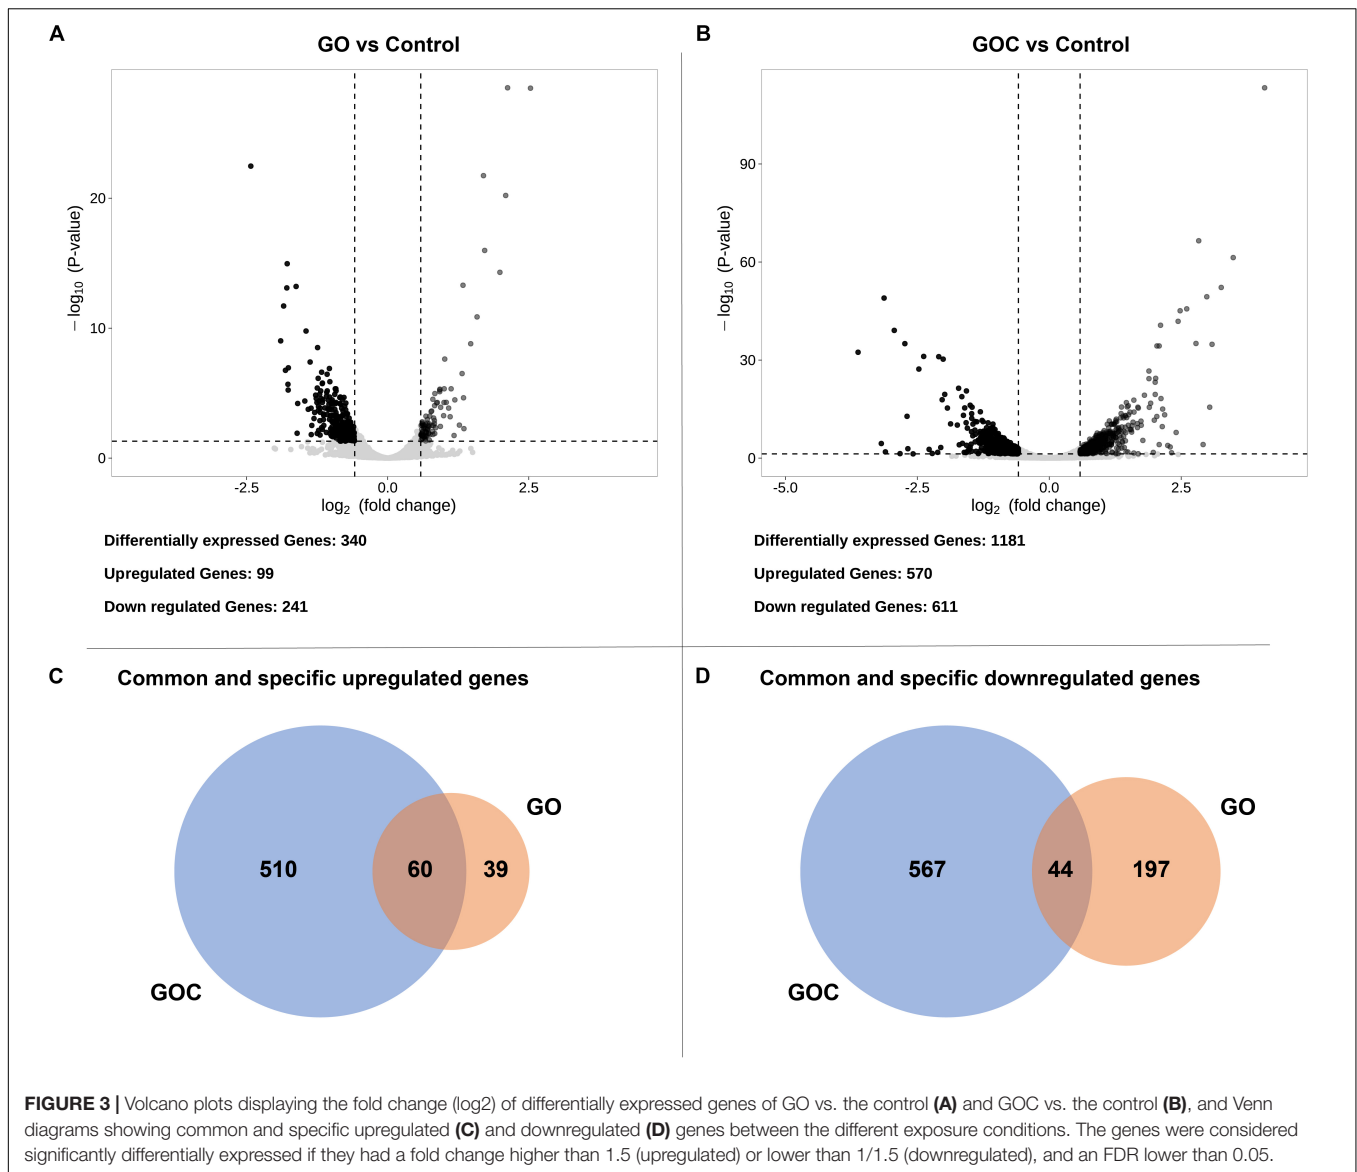 A
GO vs Control
20
10
0
− log10 (P-value)
-2.5
0.0
2.5
log2 (fold change)
Differentially expressed Genes: 340
Upregulated Genes: 99
Down regulated Genes: 241
B
GOC vs Control
90
60
30
0
− log10 (P-value)
-5.0
-2.5
0.0
2.5
log2 (fold change)
Differentially expressed Genes: 1181
Upregulated Genes: 570
Down regulated Genes: 611
C
Common and specific upregulated genes
GO
510
60
39
GOC
D
Common and specific downregulated genes
GO
567
44
197
GOC
FIGURE 3 | Volcano plots displaying the fold change (log2) of differentially expressed genes of GO vs. the control (A) and GOC vs. the control (B), and Venn
diagrams showing common and specific upregulated (C) and downregulated (D) genes between the different exposure conditions. The genes were considered
significantly differentially expressed if they had a fold change higher than 1.5 (upregulated) or lower than 1/1.5 (downregulated), and an FDR lower than 0.05.